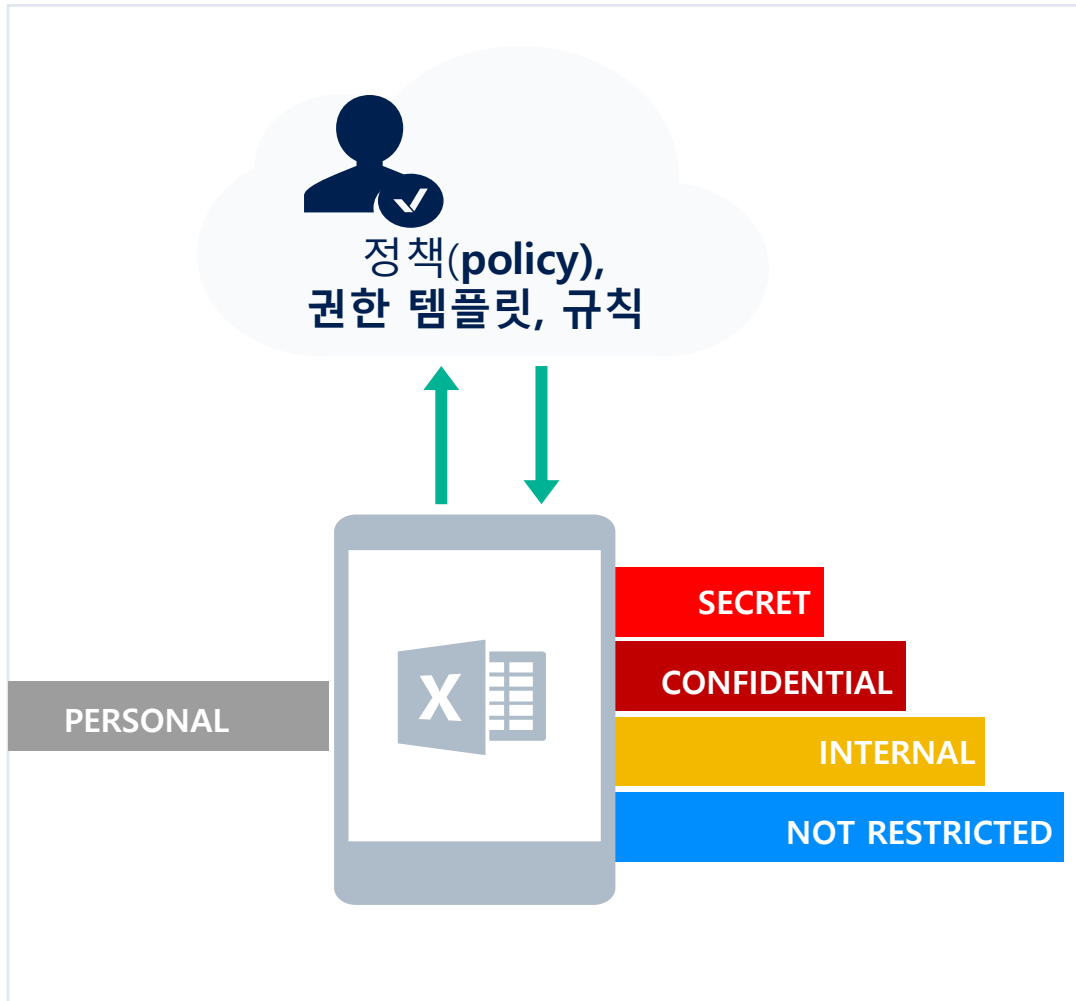 정책(policy),
권한 템플릿, 규칙
SECRET
CONFIDENTIAL
PERSONAL
INTERNAL
NOT RESTRICTED
X